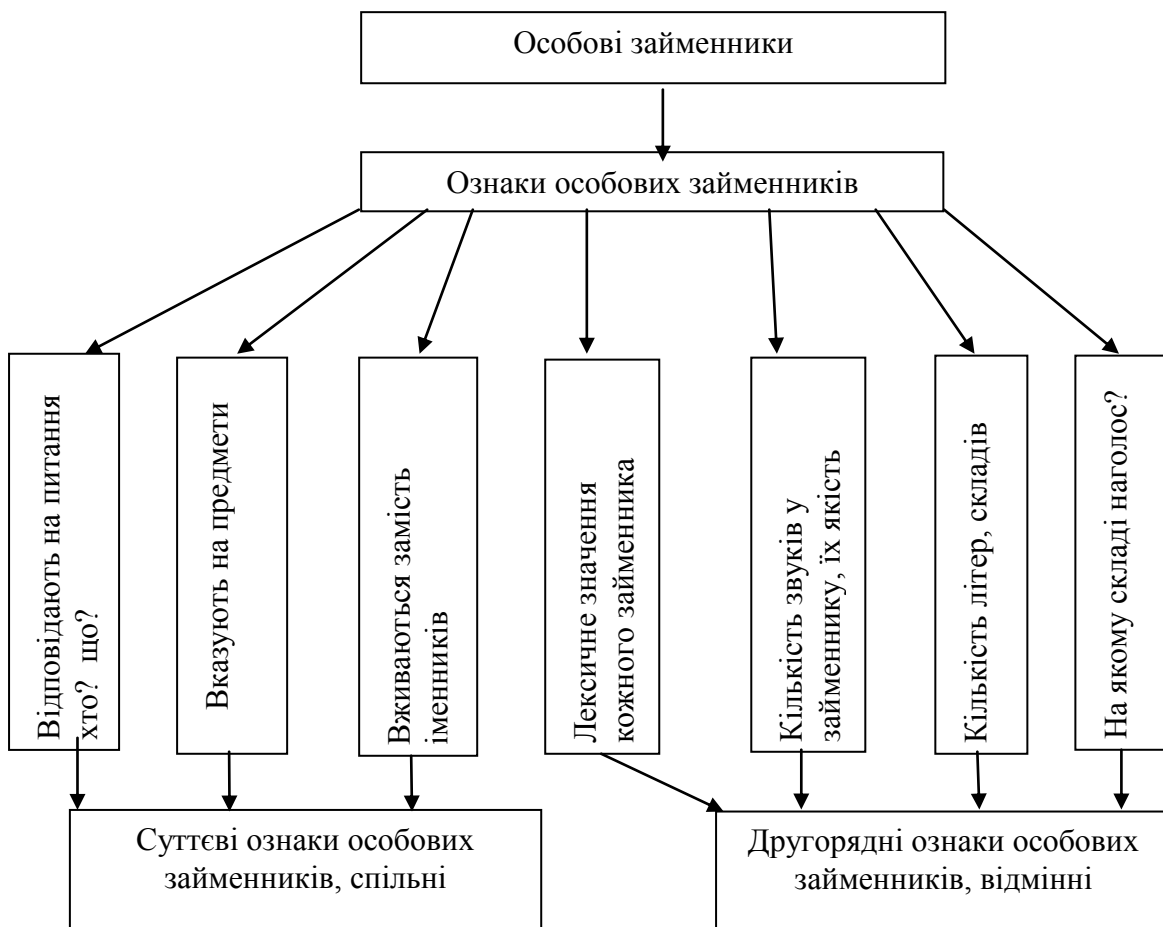 Особові займенники
Ознаки особових займенників
Відповідають на питання
хто? що?
Вказують на предмети
Вживаються замість
іменників
Лексичне значення
кожного займенника
Кількість звуків у
займеннику, їх якість
Кількість літер, складів
На якому складі наголос?
Суттєві ознаки особових
займенників, спільні
Другорядні ознаки особових
займенників, відмінні